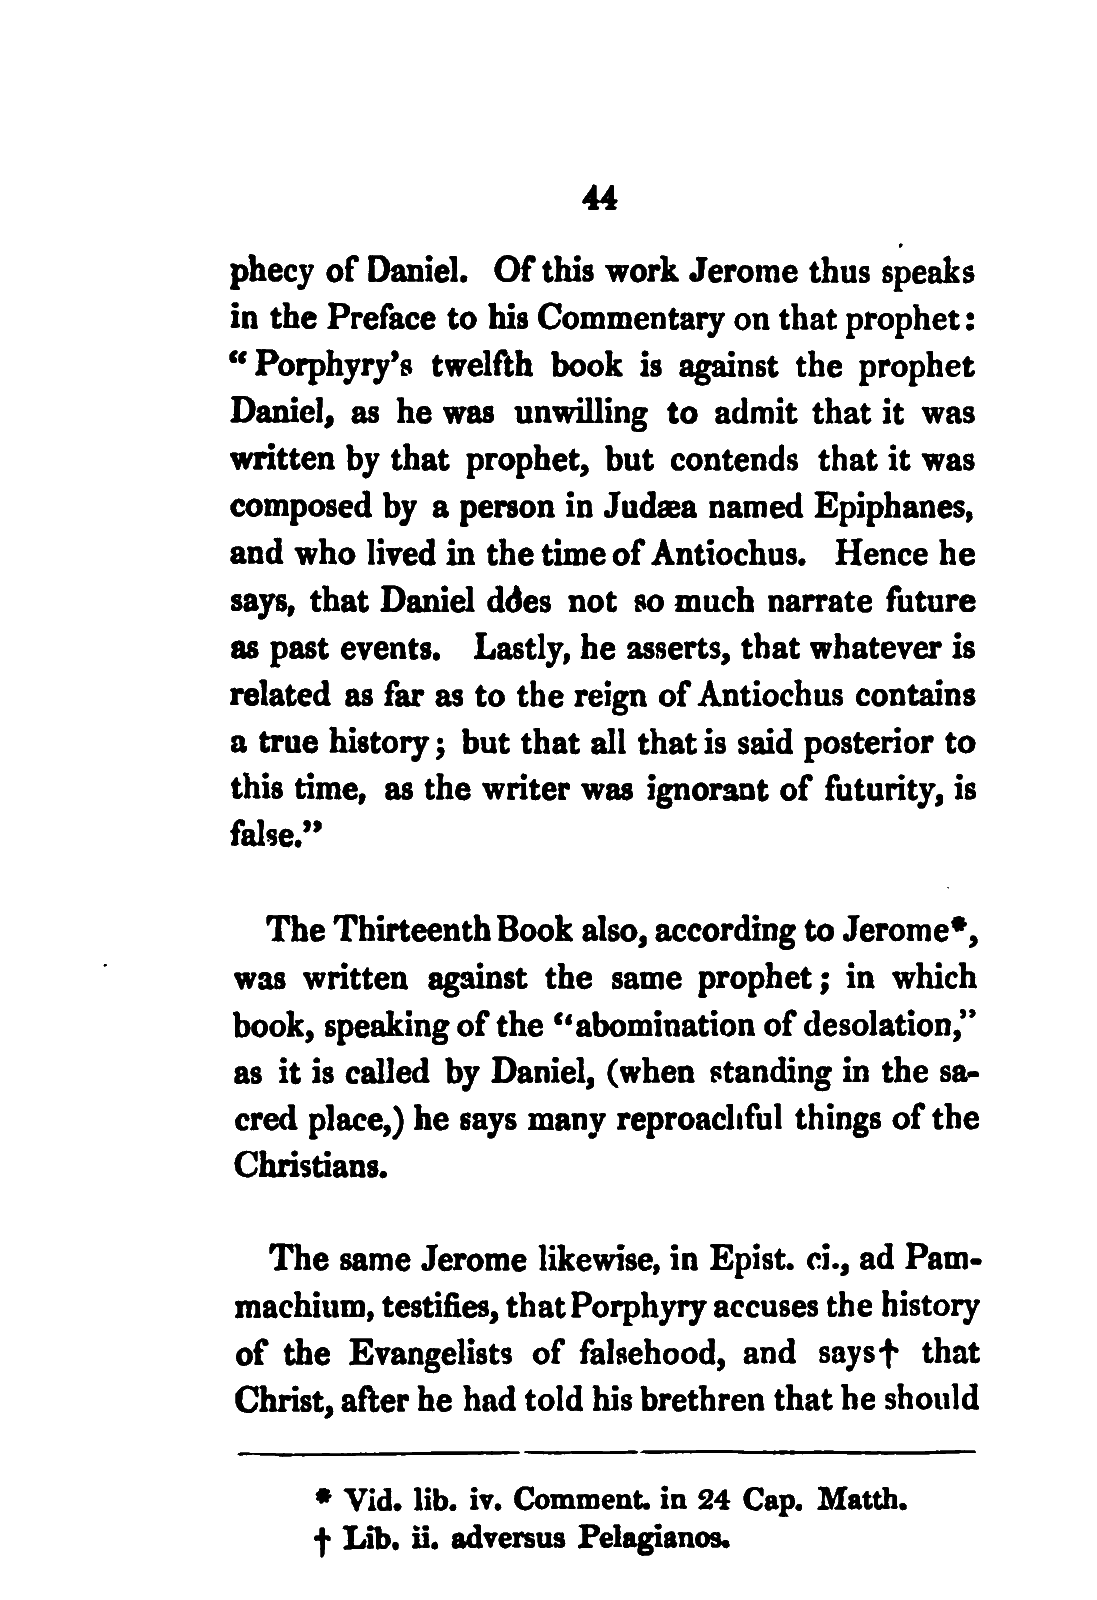 44
phecy of Daniel. Of this work Jerome thus speaks
in the Preface to his Commentary on that prophet:
“Porphyry’s twelfth book is against the prophet
Daniel, as he was unwilling to admit that it was
written by that prophet, but contends that it was
composed by a person in Judæa named Epiphanes,
and who lived in the time of Antiochus. Hence he
says, that Daniel does not so much narrate future
as past events. Lastly, he asserts, that whatever is
related as far as to the reign of Antiochus contains
a true history; but that all that is said posterior to
this time, as the writer was ignorant of futurity, is
false.”
The Thirteenth Book also, according to Jerome*,
was written against the same prophet; in which
book, speaking of the “abomination of desolation,”
as it is called by Daniel, (when standing in the sa-
cred place,) he says many reproachful things of the
Christians.
The same Jerome likewise, in Epist. ci., ad Pam-
machium, testifies, that Porphyry accuses the history
of the Evangelists of falsehood, and says† that
Christ, after he had told his brethren that he should
* Vid. lib. iv. Comment. in 24 Cap. Matth.
† Lib. ii. adversus Pelagianos.